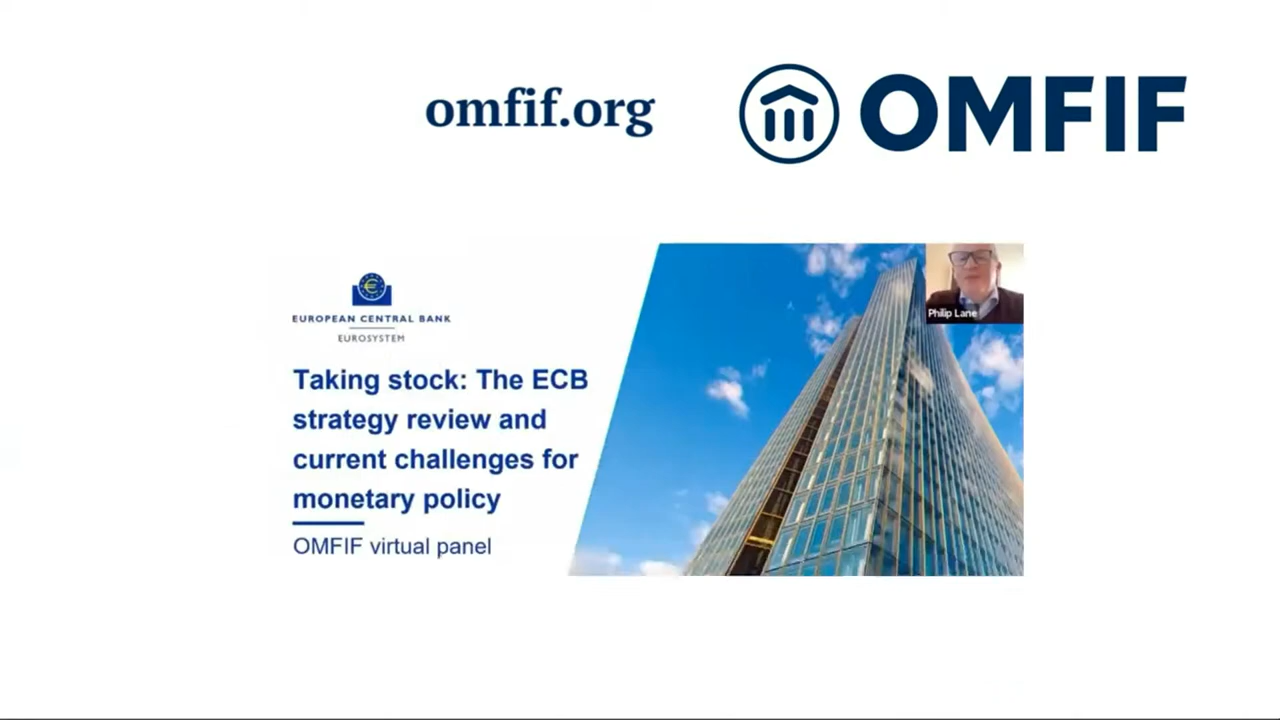 omfif.org
OMFIF
Philip Lane
EUROPEAN CENTRAL BANK
EUROSYSTEM
Taking stock: The ECB
strategy review and
current challenges for
monetary policy
OMFIF virtual panel